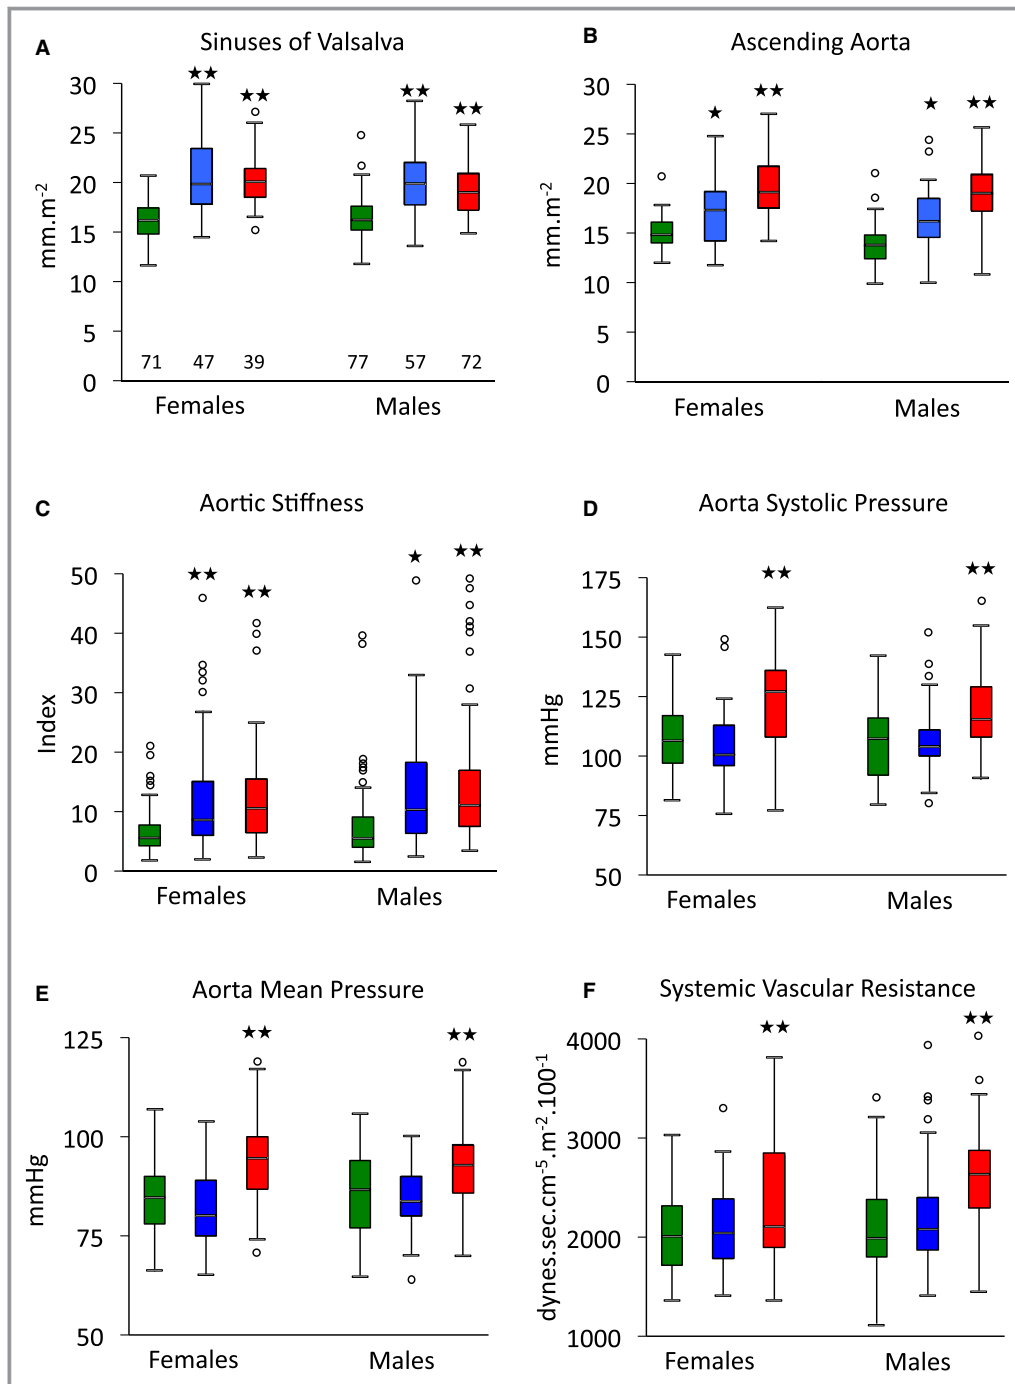 A
Sinuses of Valsalva
★★
★★
★★
★★
30
25
20
15
10
5
0
mm.m-2
71 47 39 77 57 72
Females Males
B
Ascending Aorta
★
★★
★
★★
30
25
20
15
10
5
0
mm.m-2
Females Males
C
Aortic Stiffness
★★
★★
★
★★
50
40
30
20
10
0
Index
Females Males
D
Aorta Systolic Pressure
★★
★★
175
150
125
100
75
50
mmHg
Females Males
E
Aorta Mean Pressure
★★
★★
125
100
75
50
mmHg
Females Males
F
Systemic Vascular Resistance
★★
★★
4000
3000
2000
1000
dynes.sec.cm-5.m-2.100-1
Females Males